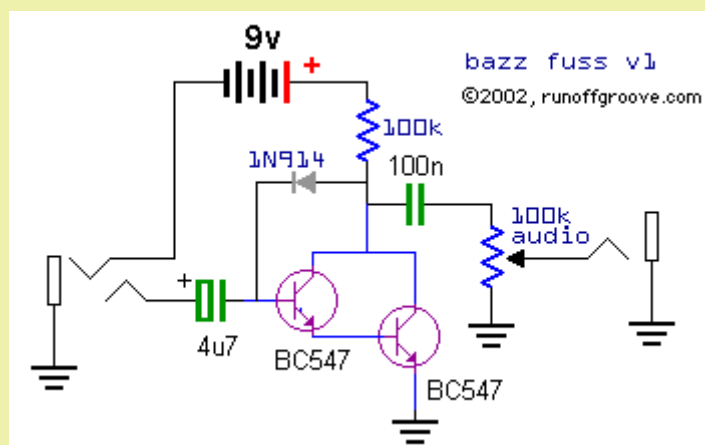 9v
+
bazz fuss v1
©2002, runoffgroove.com
100k
1N914
100n
100k
audio
+
4u7
BC547
BC547